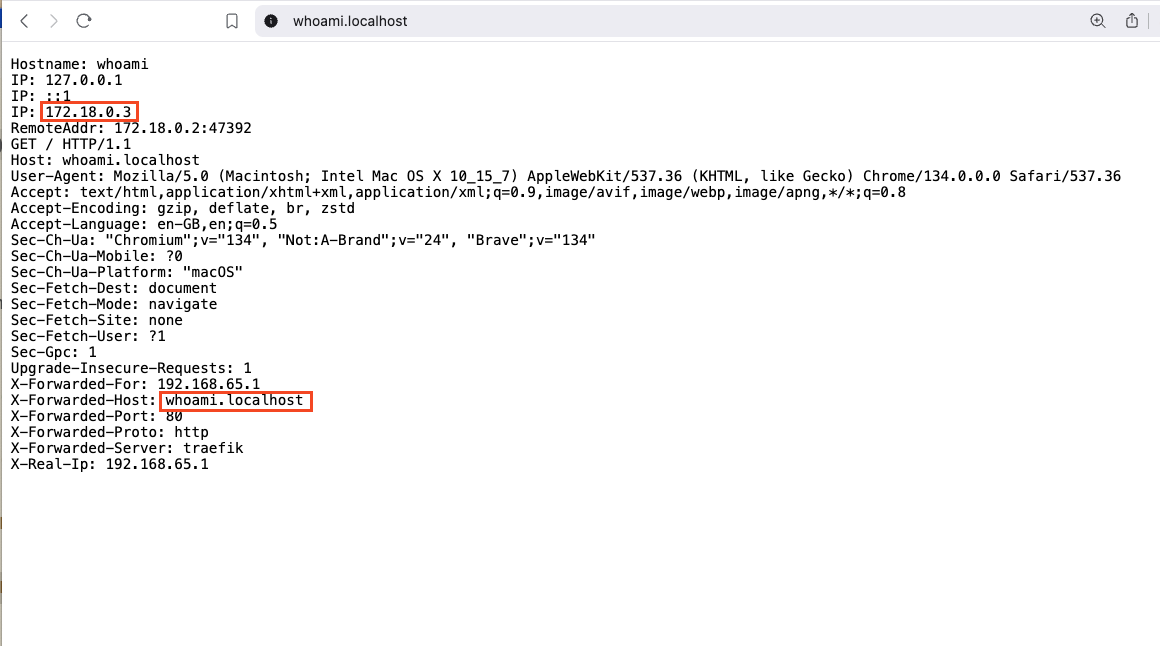 whoami.localhost
Hostname: whoami
IP: 127.0.0.1
IP: ::1
IP: 172.18.0.3
RemoteAddr: 172.18.0.2:47392
GET / HTTP/1.1
Host: whoami.localhost
User-Agent: Mozilla/5.0 (Macintosh; Intel Mac OS X 10_15_7) AppleWebKit/537.36 (KHTML, like Gecko) Chrome/134.0.0.0 Safari/537.36
Accept: text/html,application/xhtml+xml,application/xml;q=0.9,image/avif,image/webp,image/apng,*/*;q=0.8
Accept-Encoding: gzip, deflate, br, zstd
Accept-Language: en-GB,en;q=0.5
Sec-Ch-Ua: "Chromium";v="134", "Not:A-Brand";v="24", "Brave";v="134"
Sec-Ch-Ua-Mobile: ?0
Sec-Ch-Ua-Platform: "macOS"
Sec-Fetch-Dest: document
Sec-Fetch-Mode: navigate
Sec-Fetch-Site: none
Sec-Fetch-User: ?1
Sec-Gpc: 1
Upgrade-Insecure-Requests: 1
X-Forwarded-For: 192.168.65.1
X-Forwarded-Host: whoami.localhost
X-Forwarded-Port: 80
X-Forwarded-Proto: http
X-Forwarded-Server: traefik
X-Real-Ip: 192.168.65.1